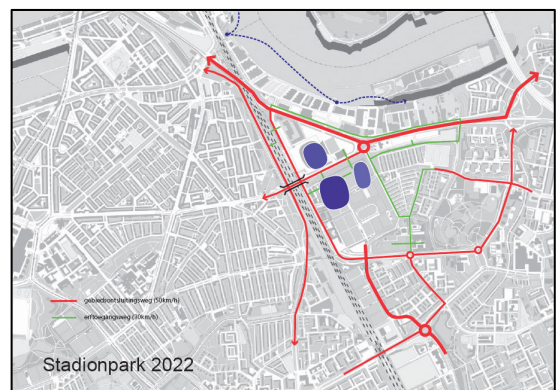 gebiedsontsluitingsweg (50km/h)
erftoegangsweg (30km/h)
Stadionpark 2022